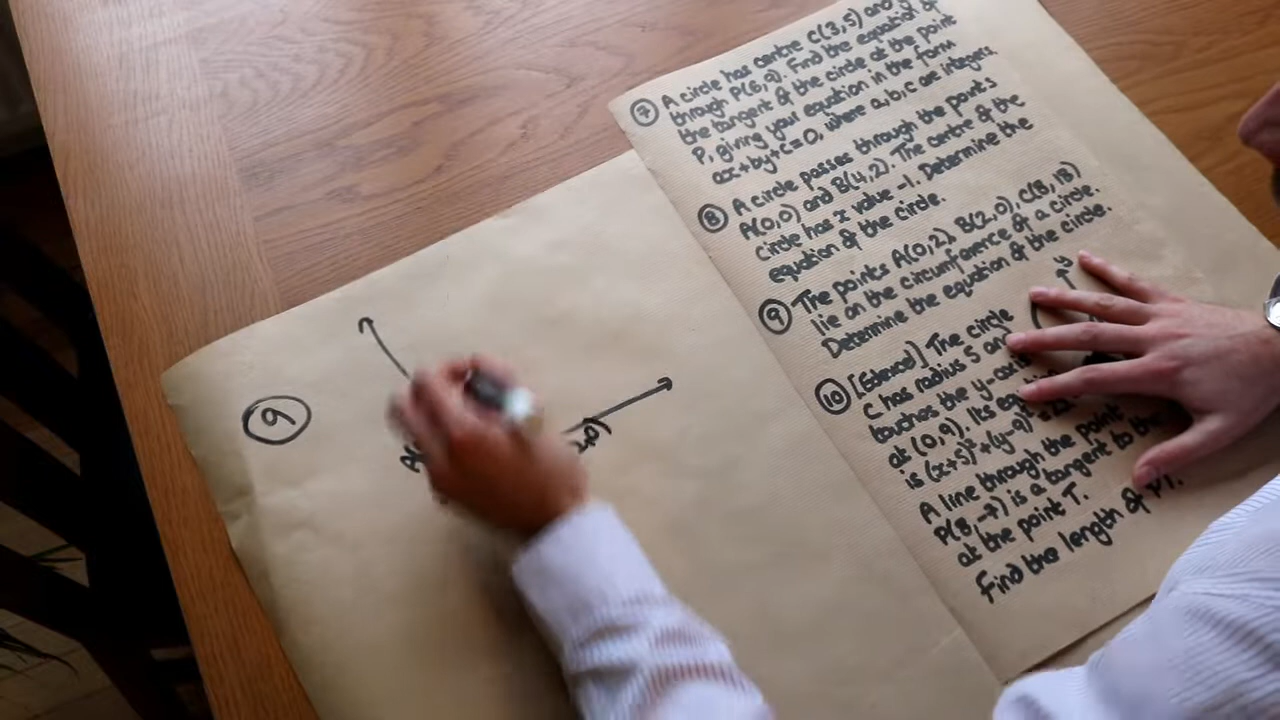 ⑨
A(
⑦ A circle has centre C(3,5) and
through P(6,9). Find the equation of
the tangent of the circle at the point
P, giving your equation in the form
ax+by+c=0, where a,b,c are integers
⑧ A circle passes through the points
A(0,0) and B(4,2). The centre of the
circle has x value -1. Determine the
equation of the circle.
⑨ The points A(0,2), B(2,0), C(8,18)
lie on the circumference of a circle.
Determine the equation of the circle.
⑩ [Edexcel] The circle
C has radius 5 and
touches the y-axis
at (0,9). Its
is (x+5)²+(y-9)²=25
A line through the point
P(8,-7) is a tangent to the
at the point T.
Find the length of PT.
y